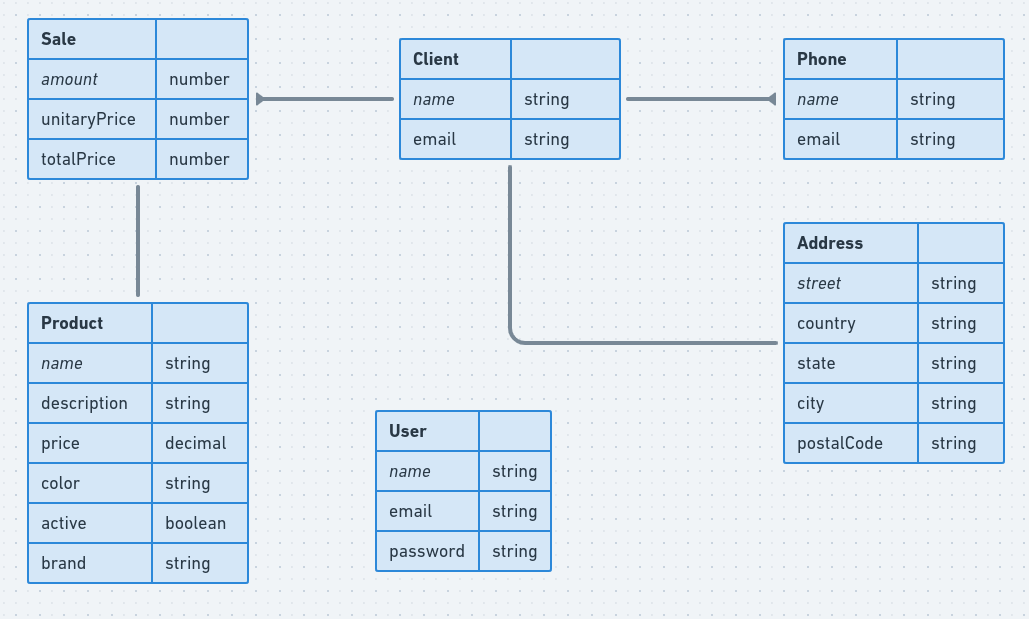 Sale
amount number
unitaryPrice number
totalPrice number
Client
name string
email string
Phone
name string
email string
Address
street string
country string
state string
city string
postalCode string
Product
name string
description string
price decimal
color string
active boolean
brand string
User
name string
email string
password string